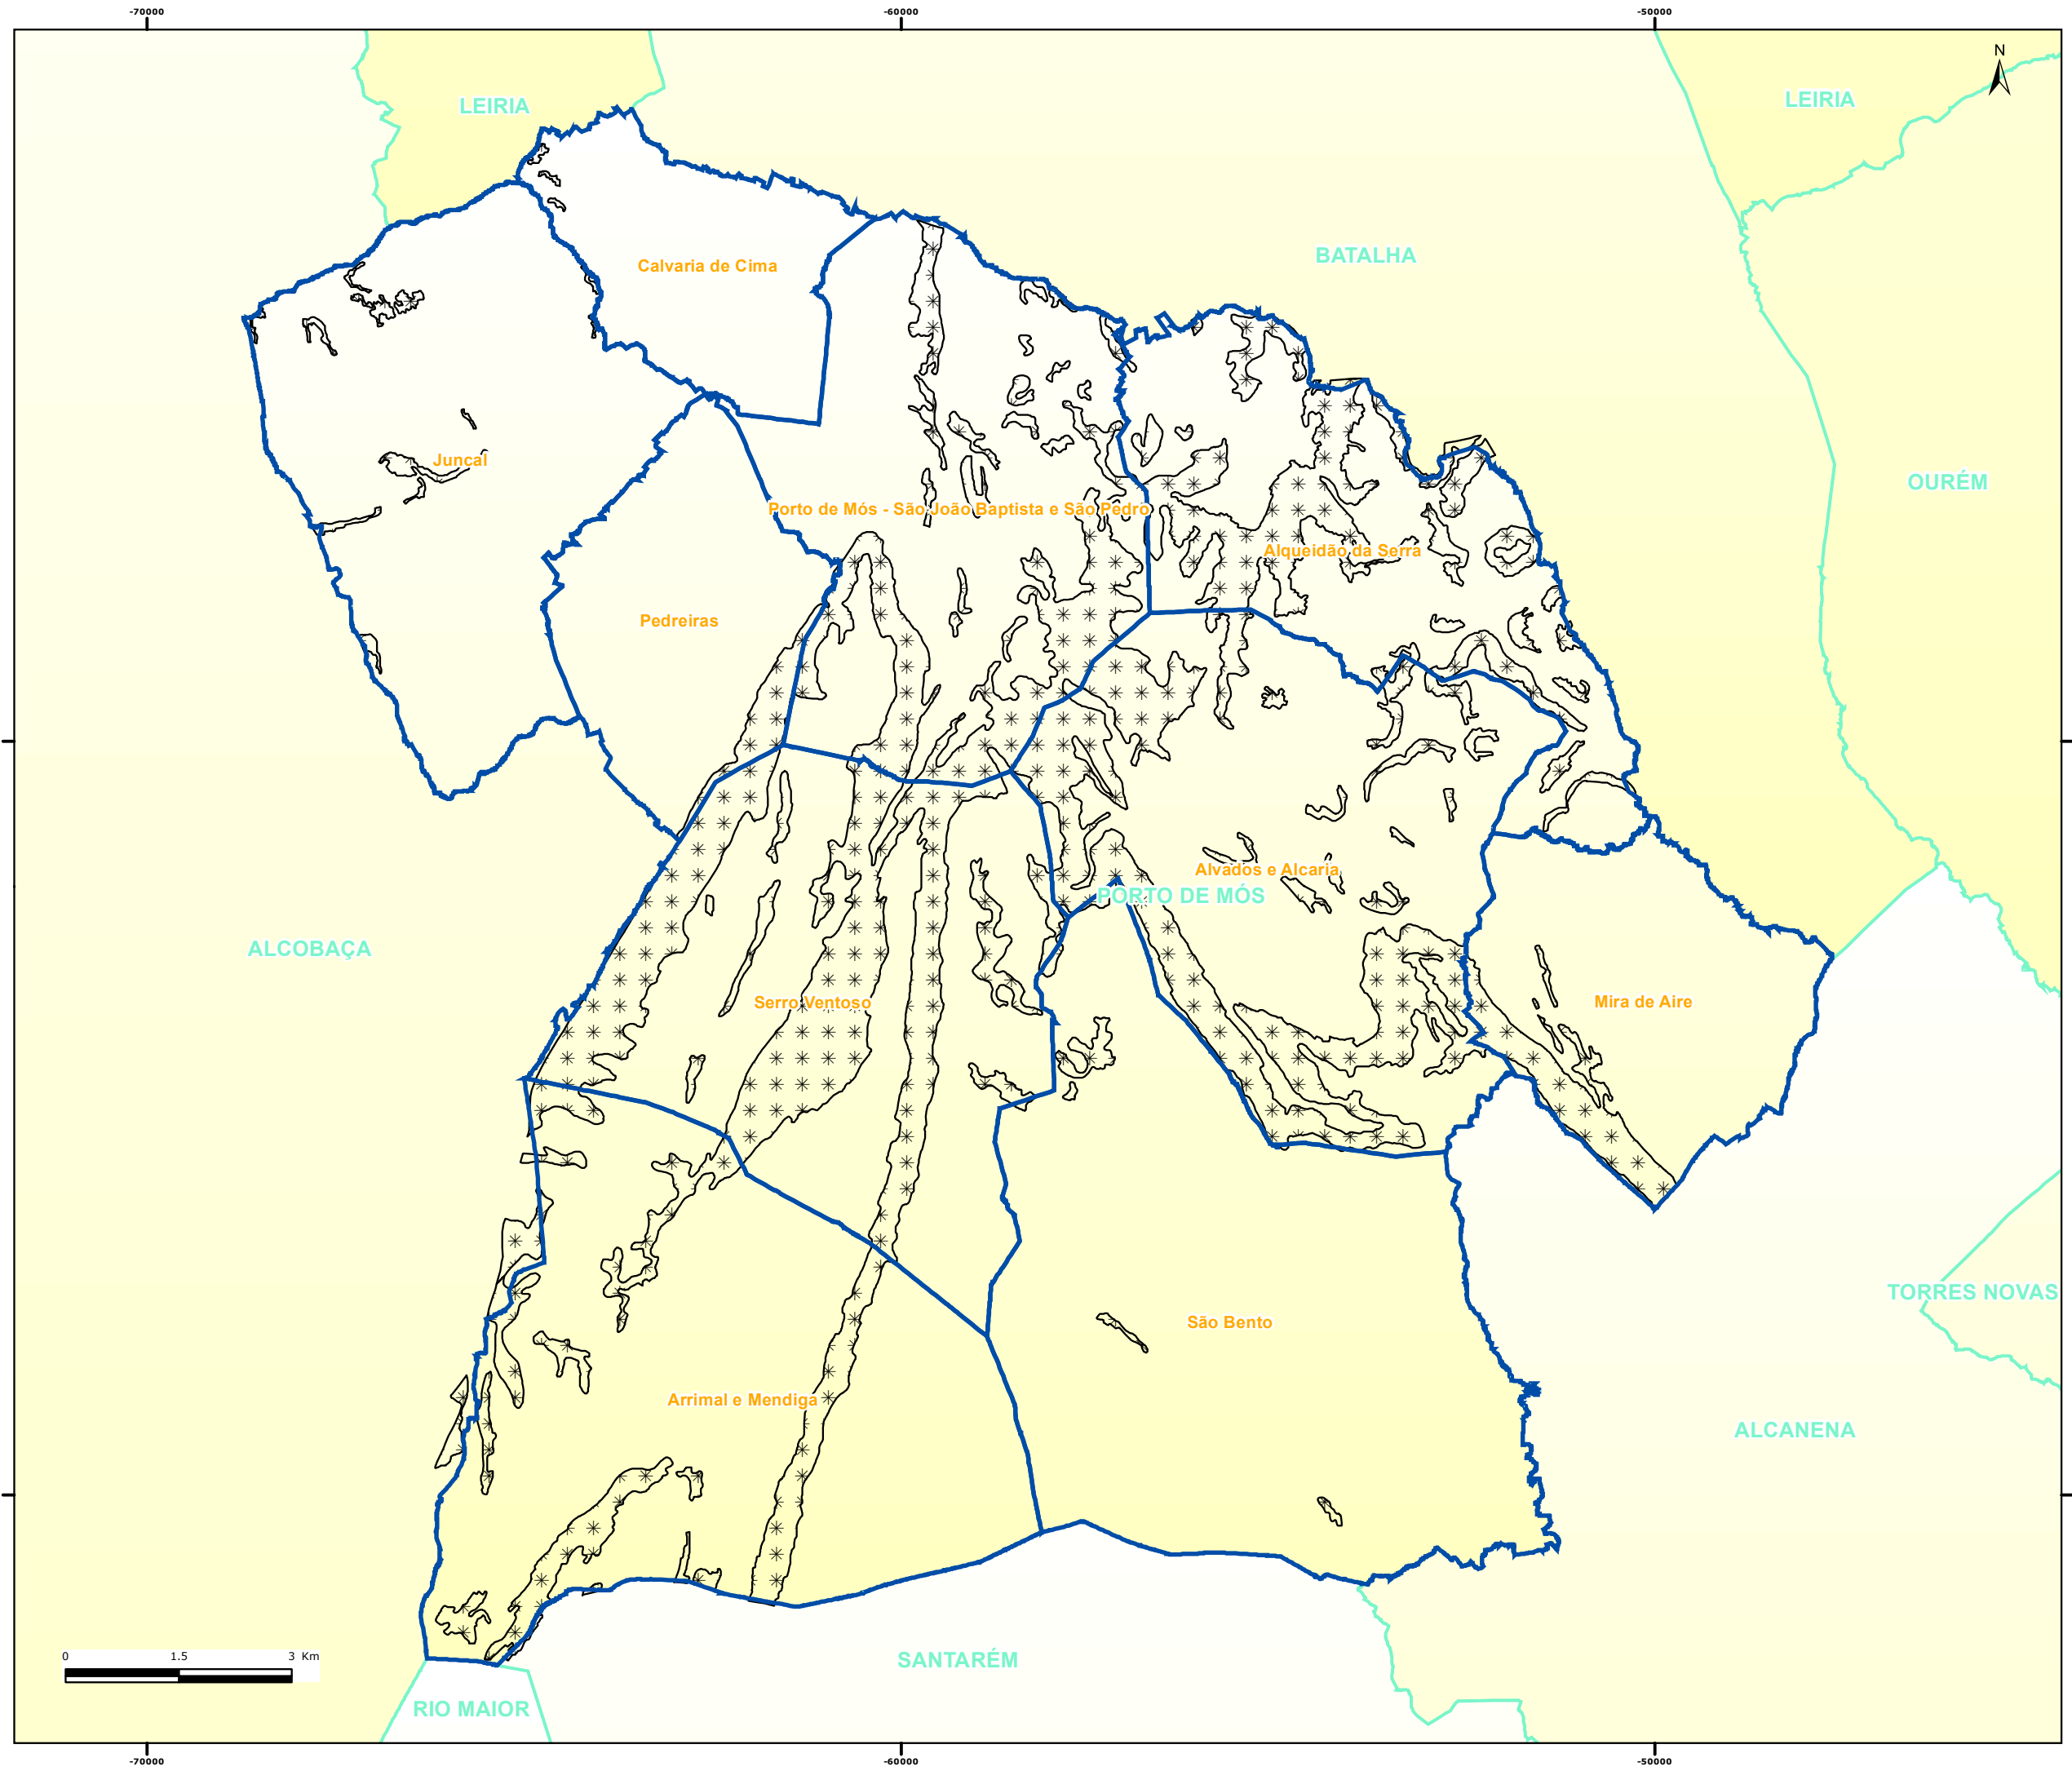 -70000 -60000 -50000
N
LEIRIA
LEIRIA
BATALHA
Calvaria de Cima
Juncal
OURÉM
Porto de Mós - São João Baptista e São Pedro
Alqueidão da Serra
Pedreiras
Alvados e Alcaria
PORTO DE MÓS
ALCOBAÇA
Serro Ventoso
Mira de Aire
TORRES NOVAS
São Bento
Arrimal e Mendiga
ALCANENA
0 1.5 3 Km
SANTARÉM
RIO MAIOR
-70000 -60000 -50000